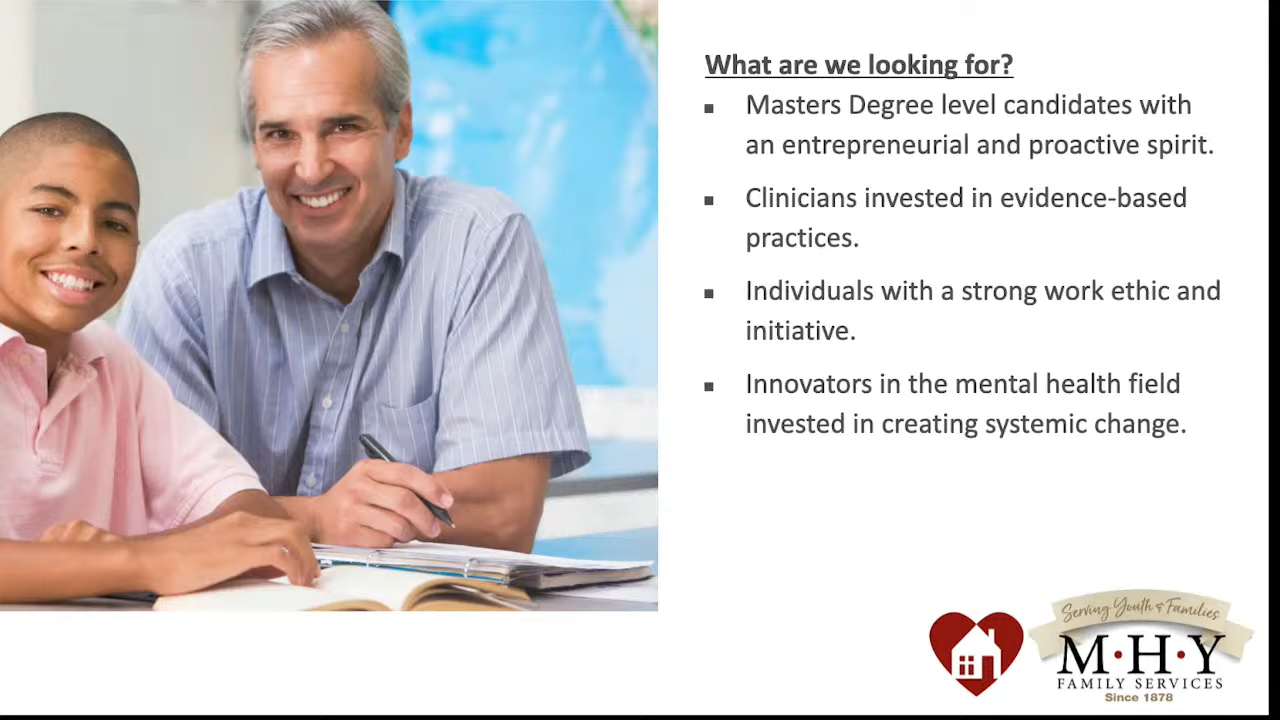 What are we looking for?
▪ Masters Degree level candidates with
an entrepreneurial and proactive spirit.
▪ Clinicians invested in evidence-based
practices.
▪ Individuals with a strong work ethic and
initiative.
▪ Innovators in the mental health field
invested in creating systemic change.
Serving Youth & Families
M·H·Y
FAMILY SERVICES
Since 1878